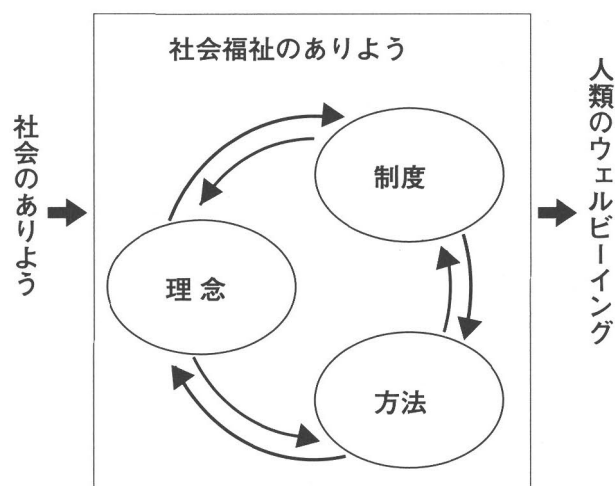 社会福祉のありよう
社会のありよう
制度
理念
方法
人類のウェルビーイング